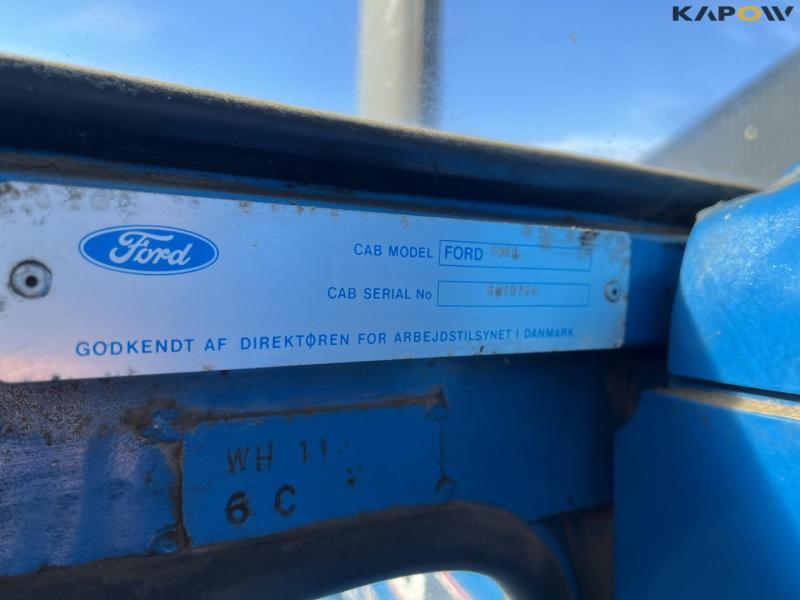 KAPOW
Ford
CAB MODEL FORD
CAB SERIAL No
GODKENDT AF DIREKTØREN FOR ARBEJDSTILSYNET I DANMARK
WH 11
6 C